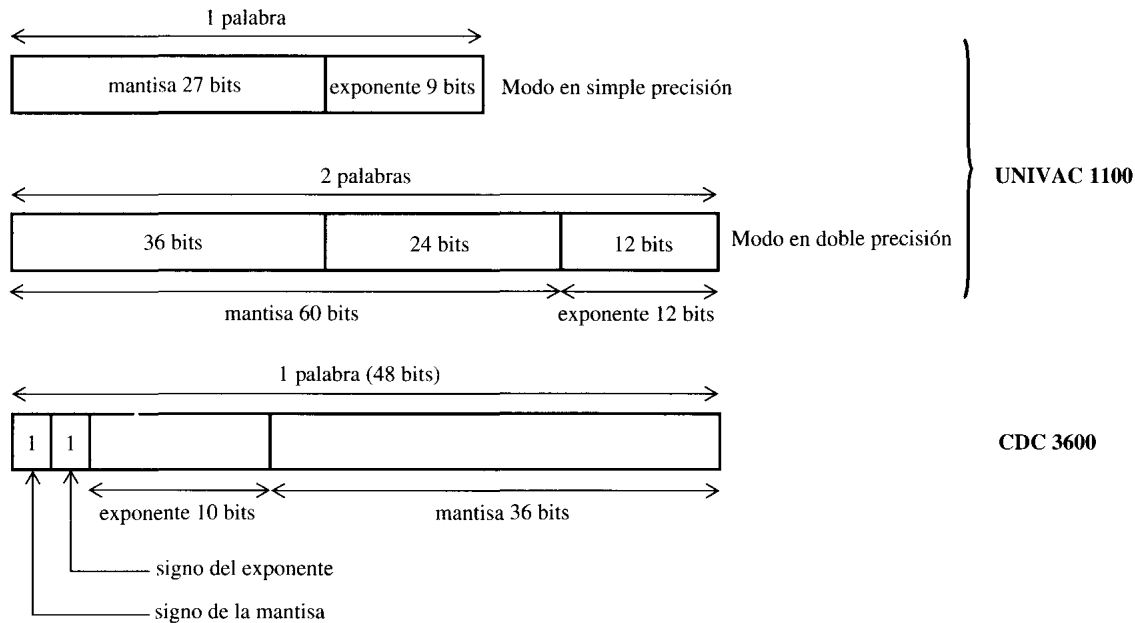 1 palabra
mantisa 27 bits
exponente 9 bits
Modo en simple precisión
2 palabras
UNIVAC 1100
36 bits
24 bits
12 bits
Modo en doble precisión
mantisa 60 bits
exponente 12 bits
1 palabra (48 bits)
1
1
CDC 3600
exponente 10 bits
mantisa 36 bits
signo del exponente
signo de la mantisa